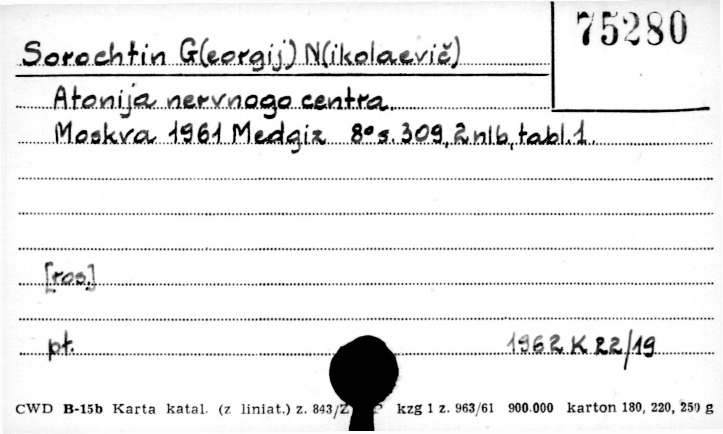 75280
Sorochtin G(eorgij) N(ikolaevič)
Atonija nervnogo centra.
Moskva 1961 Medgiz 8° s. 309, 2 nlb, tabl. 1.
[ros.]
pt. 1962 K 22/19
CWD B-15b Karta katal. (z liniat.) z. 843/Z P kzg 1 z. 963/61 900.000 karton 180, 220, 250 g